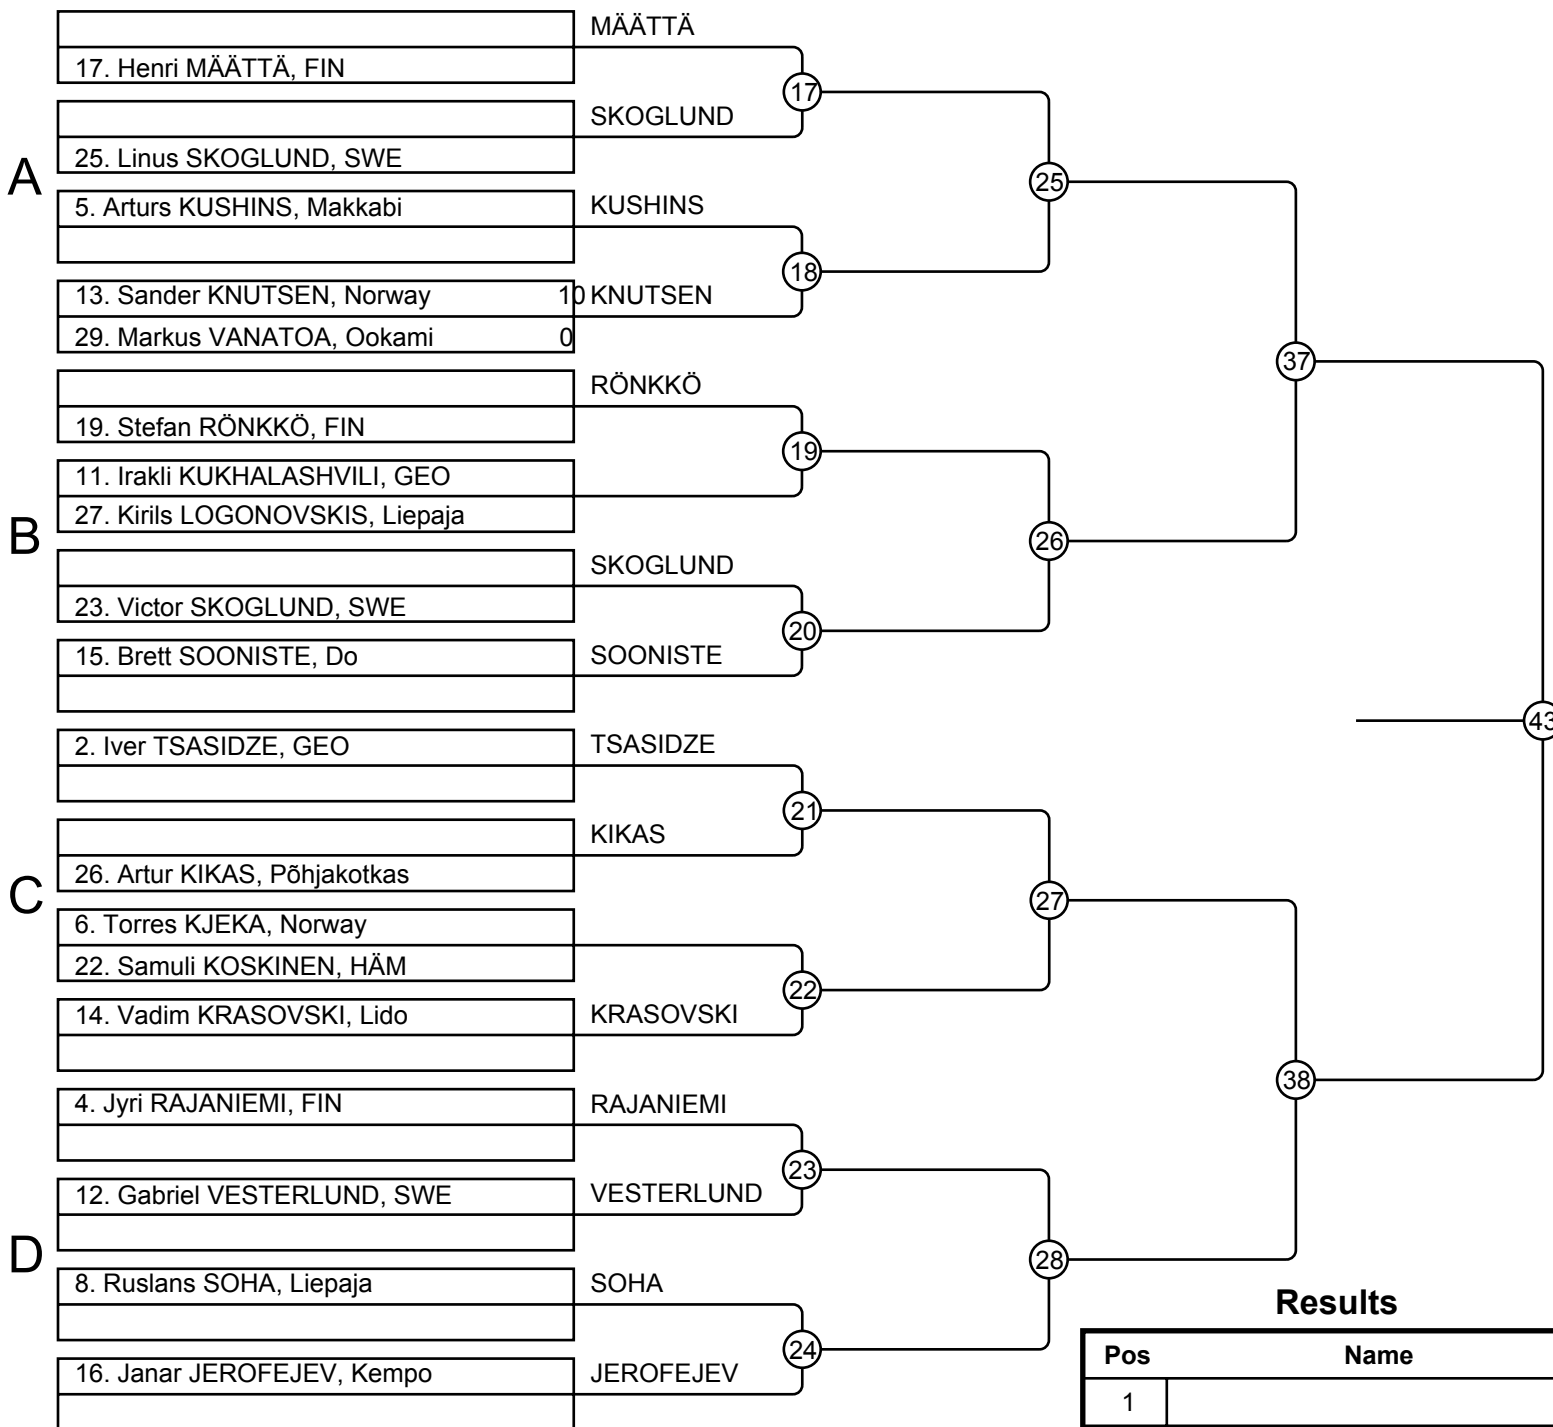 MÄÄTTÄ
17. Henri MÄÄTTÄ, FIN
17
SKOGLUND
25. Linus SKOGLUND, SWE
A
25
5. Arturs KUSHINS, Makkabi KUSHINS
18
13. Sander KNUTSEN, Norway 10 KNUTSEN
29. Markus VANATOA, Ookami 0
37
RÖNKKÖ
19. Stefan RÖNKKÖ, FIN
19
11. Irakli KUKHALASHVILI, GEO
27. Kirils LOGONOVSKIS, Liepaja
B
26
SKOGLUND
23. Victor SKOGLUND, SWE
20
15. Brett SOONISTE, Do SOONISTE
43
2. Iver TSASIDZE, GEO TSASIDZE
21
KIKAS
26. Artur KIKAS, Põhjakotkas
C
27
6. Torres KJEKA, Norway
22. Samuli KOSKINEN, HÄM
22
14. Vadim KRASOVSKI, Lido KRASOVSKI
38
4. Jyri RAJANIEMI, FIN RAJANIEMI
23
12. Gabriel VESTERLUND, SWE VESTERLUND
D
28
8. Ruslans SOHA, Liepaja SOHA
24
16. Janar JEROFEJEV, Kempo JEROFEJEV
Results
Pos Name
1